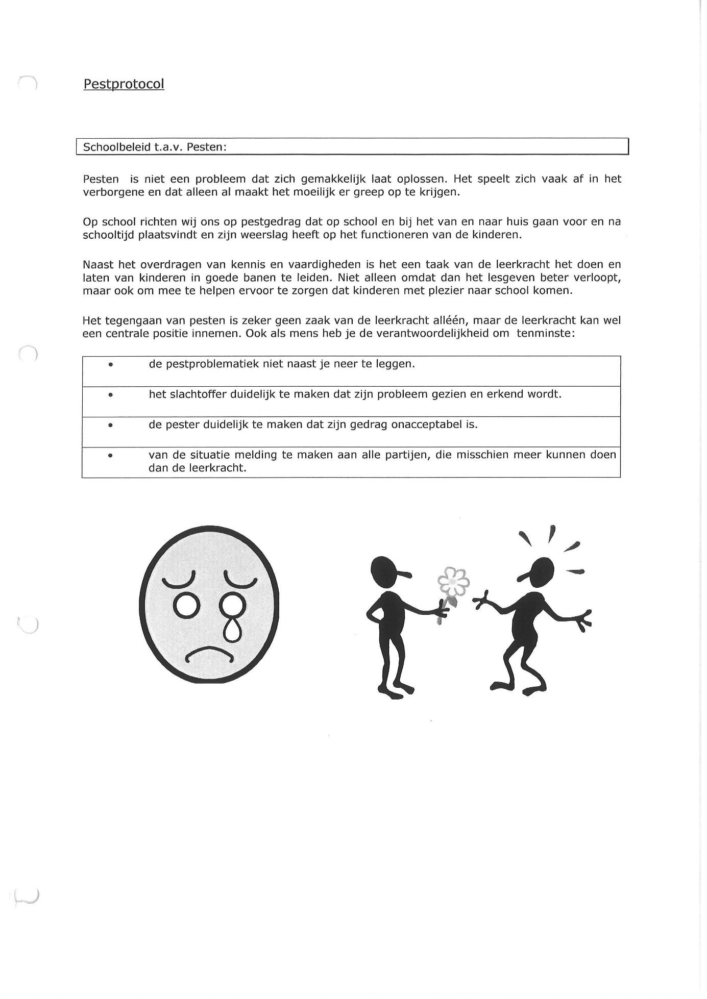 Pestprotocol
Schoolbeleid t.a.v. Pesten:
Pesten is niet een probleem dat zich gemakkelijk laat oplossen. Het speelt zich vaak af in het
verborgene en dat alleen al maakt het moeilijk er greep op te krijgen.
Op school richten wij ons op pestgedrag dat op school en bij het van en naar huis gaan voor en na
schooltijd plaatsvindt en zijn weerslag heeft op het functioneren van de kinderen.
Naast het overdragen van kennis en vaardigheden is het een taak van de leerkracht het doen en
laten van kinderen in goede banen te leiden. Niet alleen omdat dan het lesgeven beter verloopt,
maar ook om mee te helpen ervoor te zorgen dat kinderen met plezier naar school komen.
Het tegengaan van pesten is zeker geen zaak van de leerkracht alléén, maar de leerkracht kan wel
een centrale positie innemen. Ook als mens heb je de verantwoordelijkheid om tenminste:
• de pestproblematiek niet naast je neer te leggen.
• het slachtoffer duidelijk te maken dat zijn probleem gezien en erkend wordt.
• de pester duidelijk te maken dat zijn gedrag onacceptabel is.
• van de situatie melding te maken aan alle partijen, die misschien meer kunnen doen
dan de leerkracht.